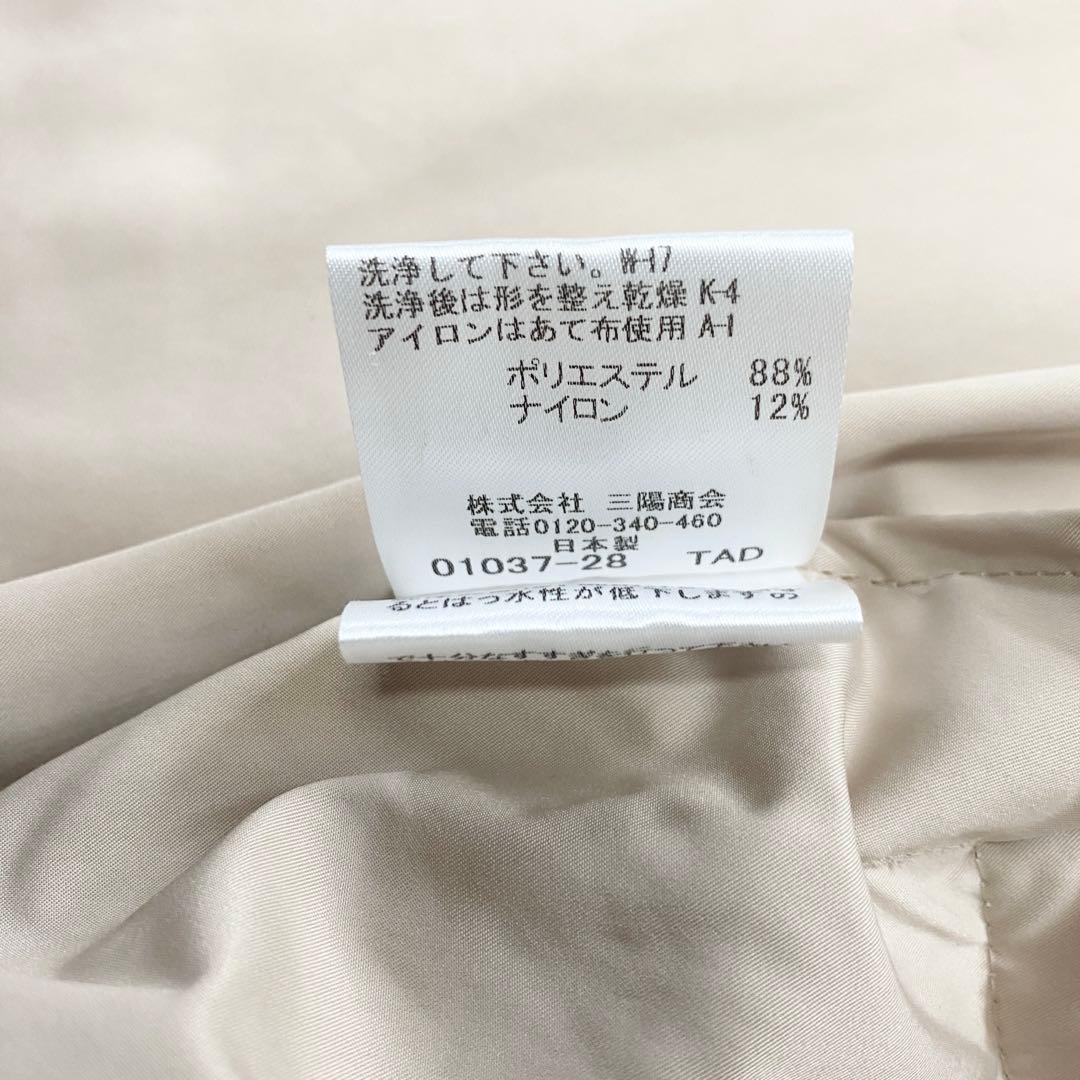 洗浄して下さい。W-17
洗浄後は形を整え乾燥 K-4
アイロンはあて布使用 A-1
ポリエステル 88%
ナイロン 12%
株式会社 三陽商会
電話0120-340-460
日本製
01037-28 TAD
るとはっ水性が低下しますの